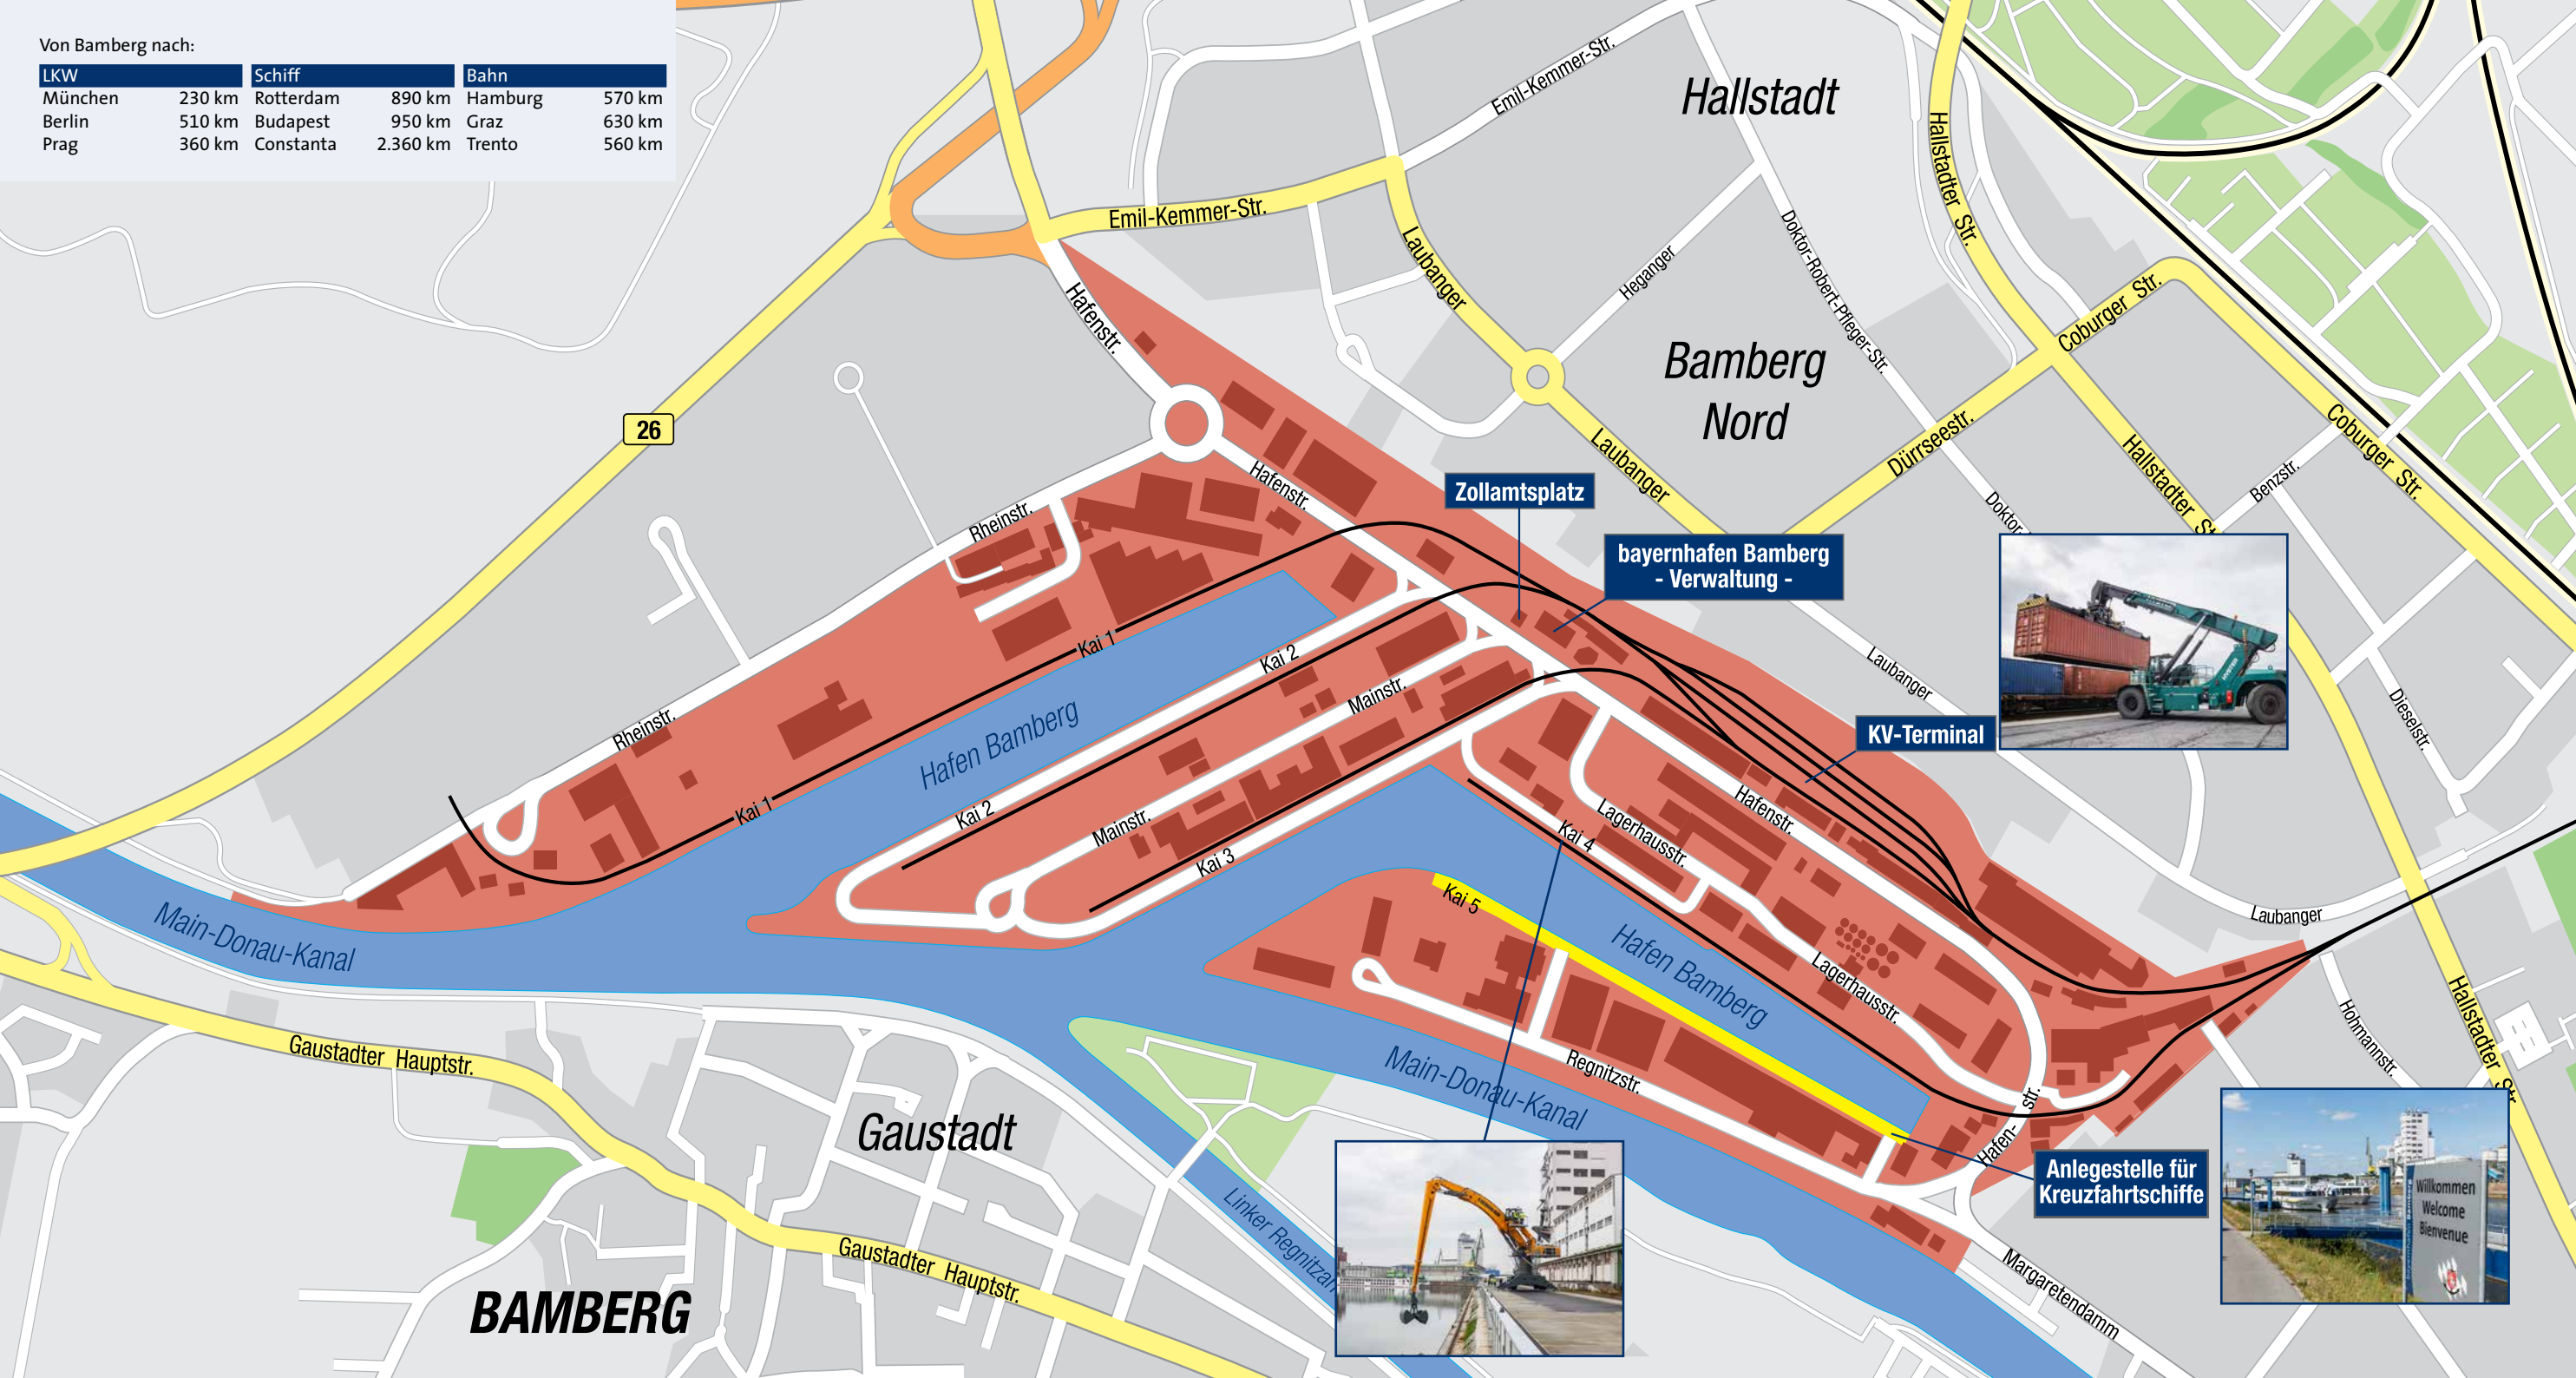 Von Bamberg nach:
LKW Schiff Bahn
München 230 km Rotterdam 890 km Hamburg 570 km
Berlin 510 km Budapest 950 km Graz 630 km
Prag 360 km Constanta 2.360 km Trento 560 km
Emil-Kemmer-Str.
Hallstadt
Hallstadter Str.
Emil-Kemmer-Str.
Laubanger
Heganger
Doktor-Robert-Pfleger-Str.
Hafenstr.
Coburger Str.
Bamberg
Nord
26
Laubanger
Dürrseestr.
Hallstadter St
Coburger Str.
Benzstr.
Hafenstr.
Rheinstr.
Zollamtsplatz
Doktor
bayernhafen Bamberg
- Verwaltung -
Kai 1
Kai 2
Laubanger
Mainstr.
Rheinstr.
Hafen Bamberg
KV-Terminal
Dieselstr.
Kai 1
Kai 2
Mainstr.
Kai 3
Hafenstr.
Lagerhausstr.
Kai 4
Kai 5
Laubanger
Main-Donau-Kanal
Hafen Bamberg
Lagerhausstr.
Hohmannstr.
Hallstadter Str.
Gaustadter Hauptstr.
Main-Donau-Kanal
Regnitzstr.
Gaustadt
Hafen-
str.
Anlegestelle für
Kreuzfahrtschiffe
Willkommen
Welcome
Bienvenue
Linker Regnitzar
Gaustadter Hauptstr.
BAMBERG
Margaretendamm